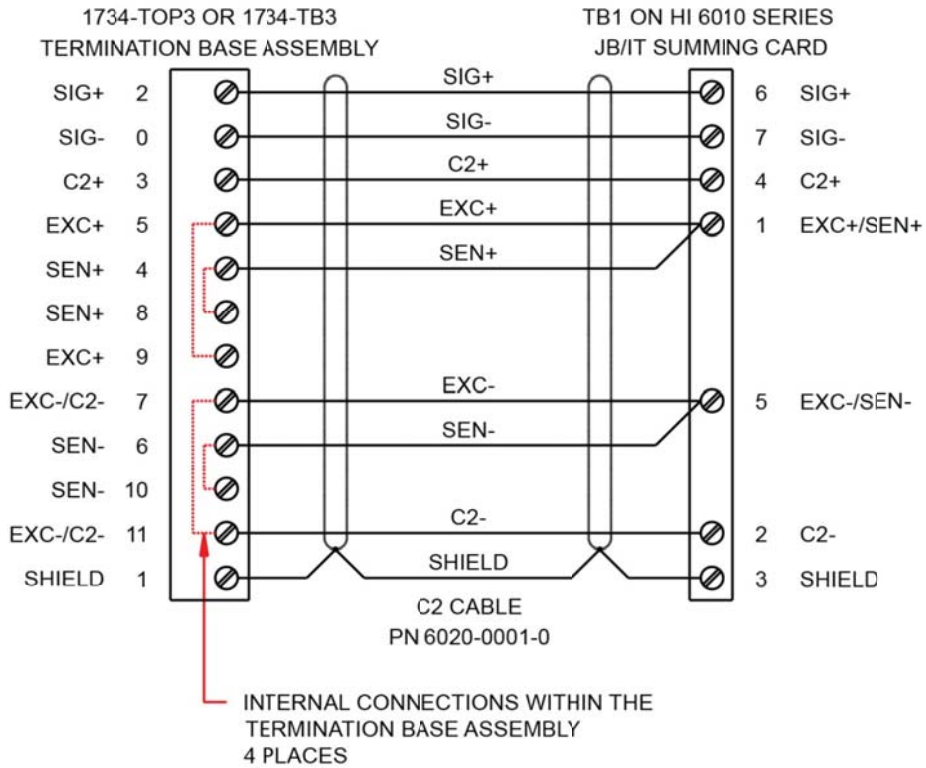 1734-TOP3 OR 1734-TB3
TERMINATION BASE ASSEMBLY
TB1 ON HI 6010 SERIES
JB/IT SUMMING CARD
SIG+ 2 SIG+ 6 SIG+
SIG- 0 SIG- 7 SIG-
C2+ 3 C2+ 4 C2+
EXC+ 5 EXC+ 1 EXC+/SEN+
SEN+ 4 SEN+
SEN+ 8
EXC+ 9
EXC-/C2- 7 EXC- 5 EXC-/SEN-
SEN- 6 SEN-
SEN- 10
EXC-/C2- 11 C2- 2 C2-
SHIELD 1 SHIELD 3 SHIELD
C2 CABLE
PN 6020-0001-0
INTERNAL CONNECTIONS WITHIN THE
TERMINATION BASE ASSEMBLY
4 PLACES